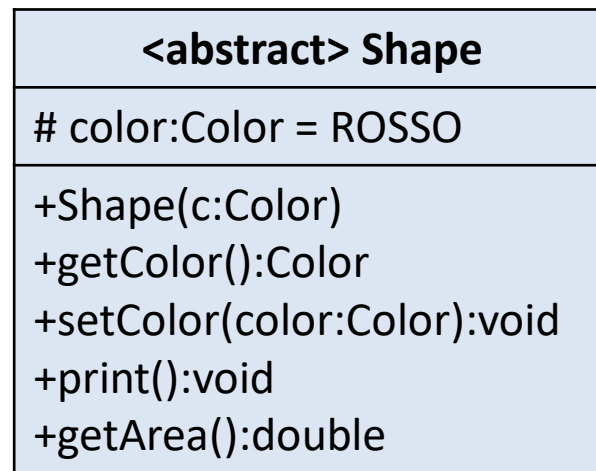 <abstract> Shape
# color:Color = ROSSO
+Shape(c:Color)
+getColor():Color
+setColor(color:Color):void
+print():void
+getArea():double